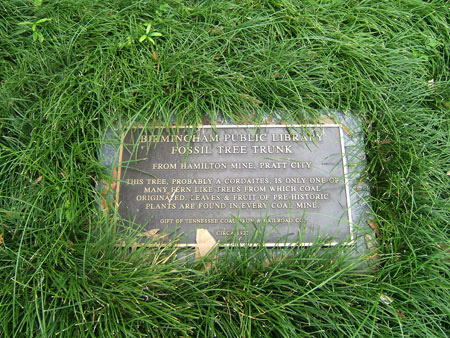 BIRMINGHAM PUBLIC LIBRARY
FOSSIL TREE TRUNK
FROM HAMILTON MINE, PRATT CITY
THIS TREE, PROBABLY A CORDAITES, IS ONLY ONE OF
MANY FERN LIKE TREES FROM WHICH COAL
ORIGINATED. LEAVES & FRUIT OF PRE-HISTORIC
PLANTS ARE FOUND IN EVERY COAL MINE.
GIFT OF TENNESSEE COAL, IRON & RAILROAD CO.
CIRCA